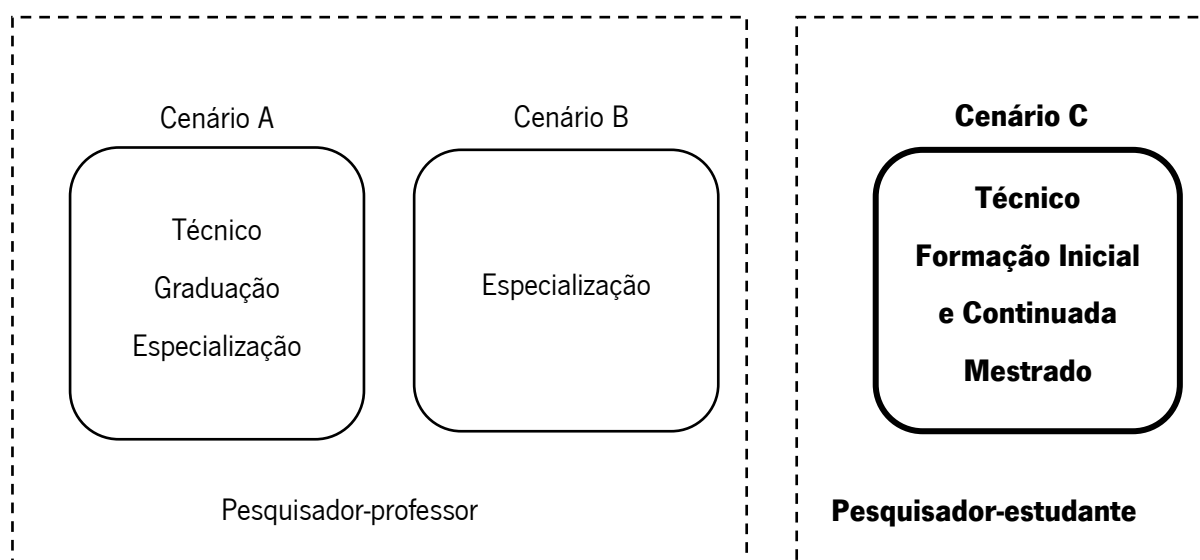 Cenário A
Técnico
Graduação
Especialização
Cenário B
Especialização
Pesquisador-professor
Cenário C
Técnico
Formação Inicial
e Continuada
Mestrado
Pesquisador-estudante